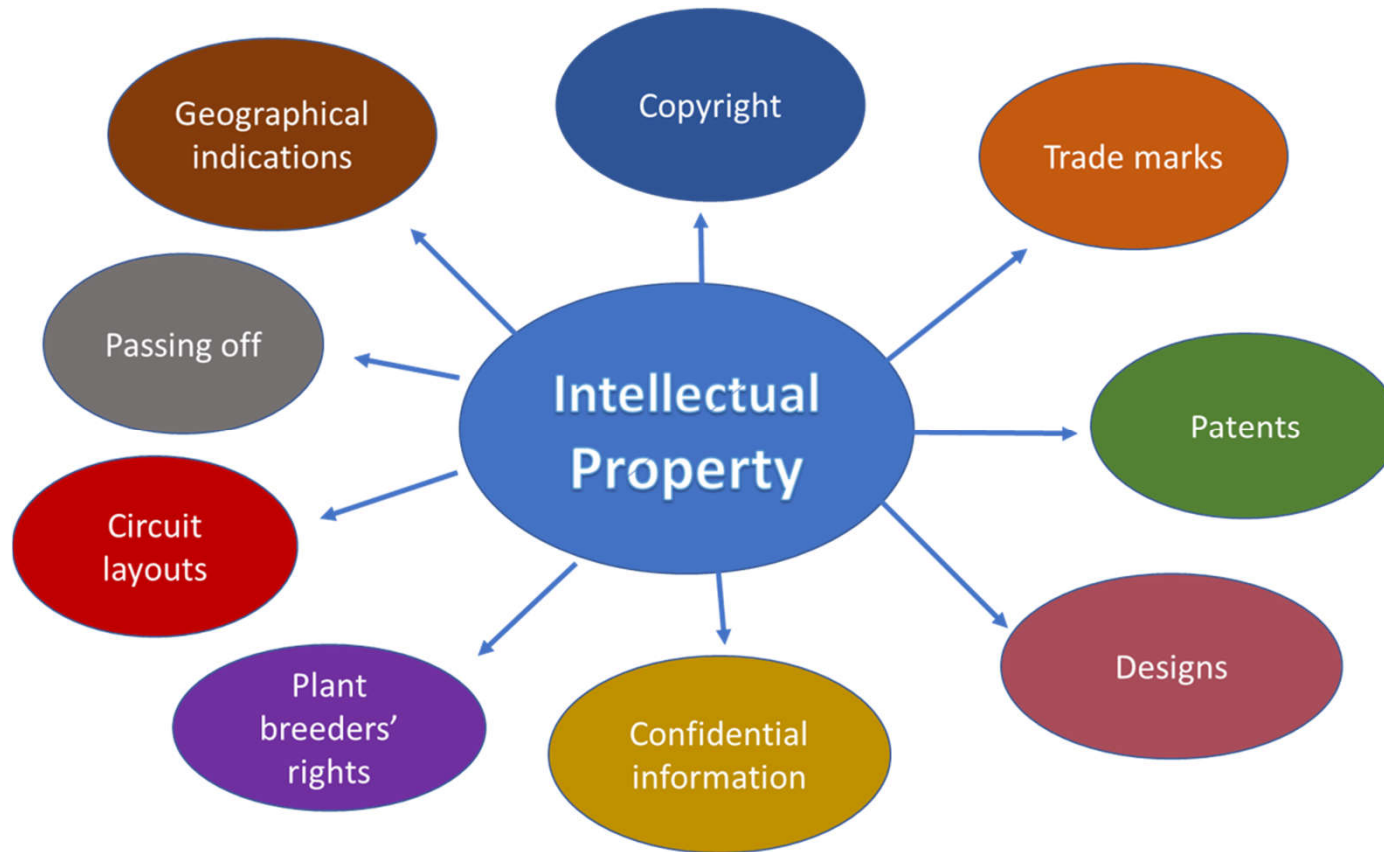 Geographical
indications
Copyright
Trade marks
Passing off
Intellectual
Property
Patents
Circuit
layouts
Designs
Plant
breeders’
rights
Confidential
information